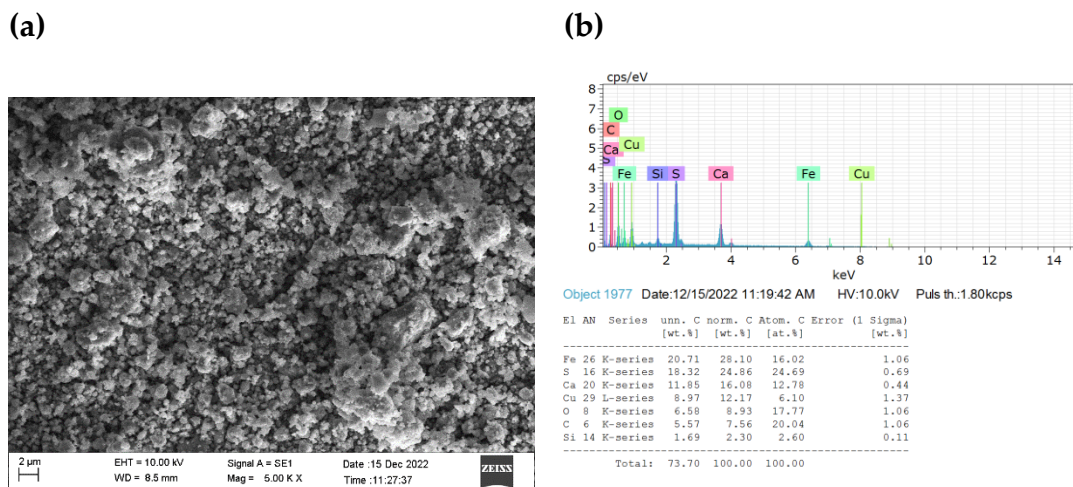 (a)
(b)
cps/eV
8
7
6
5
4
3
2
1
0
O
C
Cu
Ca
S
Fe
Si
S
Ca
Fe
Cu
2
4
6
8
10
12
14
keV
Object 1977 Date:12/15/2022 11:19:42 AM HV:10.0kV Puls th.:1.80kcps
El AN Series unn. C norm. C Atom. C Error (1 Sigma)
[wt.%] [wt.%] [at.%] [wt.%]
Fe 26 K-series 20.71 28.10 16.02 1.06
S 16 K-series 18.32 24.86 24.69 0.69
Ca 20 K-series 11.85 16.08 12.78 0.44
Cu 29 L-series 8.97 12.17 6.10 1.37
O 8 K-series 6.58 8.93 17.77 1.06
C 6 K-series 5.57 7.56 20.04 1.06
Si 14 K-series 1.69 2.30 2.60 0.11
Total: 73.70 100.00 100.00
2 µm
EHT = 10.00 kV Signal A = SE1 Date :15 Dec 2022
WD = 8.5 mm Mag = 5.00 K X Time :11:27:37
ZEISS